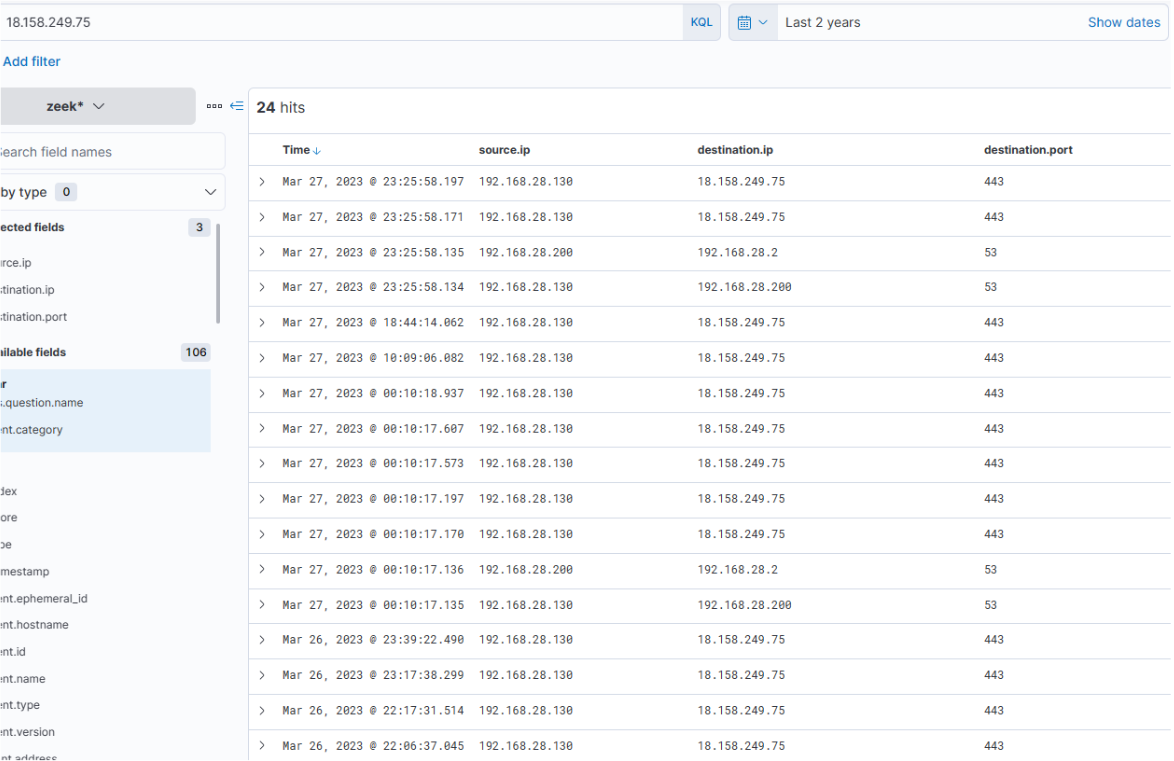 18.158.249.75 KQL Last 2 years Show dates
Add filter
zeek* 24 hits
Search field names
Time source.ip destination.ip destination.port
by type 0
Mar 27, 2023 @ 23:25:58.197 192.168.28.130 18.158.249.75 443
Mar 27, 2023 @ 23:25:58.171 192.168.28.130 18.158.249.75 443
ected fields 3
Mar 27, 2023 @ 23:25:58.135 192.168.28.200 192.168.28.2 53
rce.ip
Mar 27, 2023 @ 23:25:58.134 192.168.28.130 192.168.28.200 53
stination.ip
stination.port
Mar 27, 2023 @ 18:44:14.062 192.168.28.130 18.158.249.75 443
ailable fields 106
Mar 27, 2023 @ 10:09:06.082 192.168.28.130 18.158.249.75 443
ar
s.question.name
Mar 27, 2023 @ 00:10:18.937 192.168.28.130 18.158.249.75 443
ent.category
Mar 27, 2023 @ 00:10:17.607 192.168.28.130 18.158.249.75 443
Mar 27, 2023 @ 00:10:17.573 192.168.28.130 18.158.249.75 443
dex
Mar 27, 2023 @ 00:10:17.197 192.168.28.130 18.158.249.75 443
ore
Mar 27, 2023 @ 00:10:17.170 192.168.28.130 18.158.249.75 443
pe
mestamp
Mar 27, 2023 @ 00:10:17.136 192.168.28.200 192.168.28.2 53
ent.ephemeral_id
Mar 27, 2023 @ 00:10:17.135 192.168.28.130 192.168.28.200 53
ent.hostname
Mar 26, 2023 @ 23:39:22.490 192.168.28.130 18.158.249.75 443
ent.id
ent.name
Mar 26, 2023 @ 23:17:38.299 192.168.28.130 18.158.249.75 443
ent.type
Mar 26, 2023 @ 22:17:31.514 192.168.28.130 18.158.249.75 443
ent.version
Mar 26, 2023 @ 22:06:37.045 192.168.28.130 18.158.249.75 443
nt.address